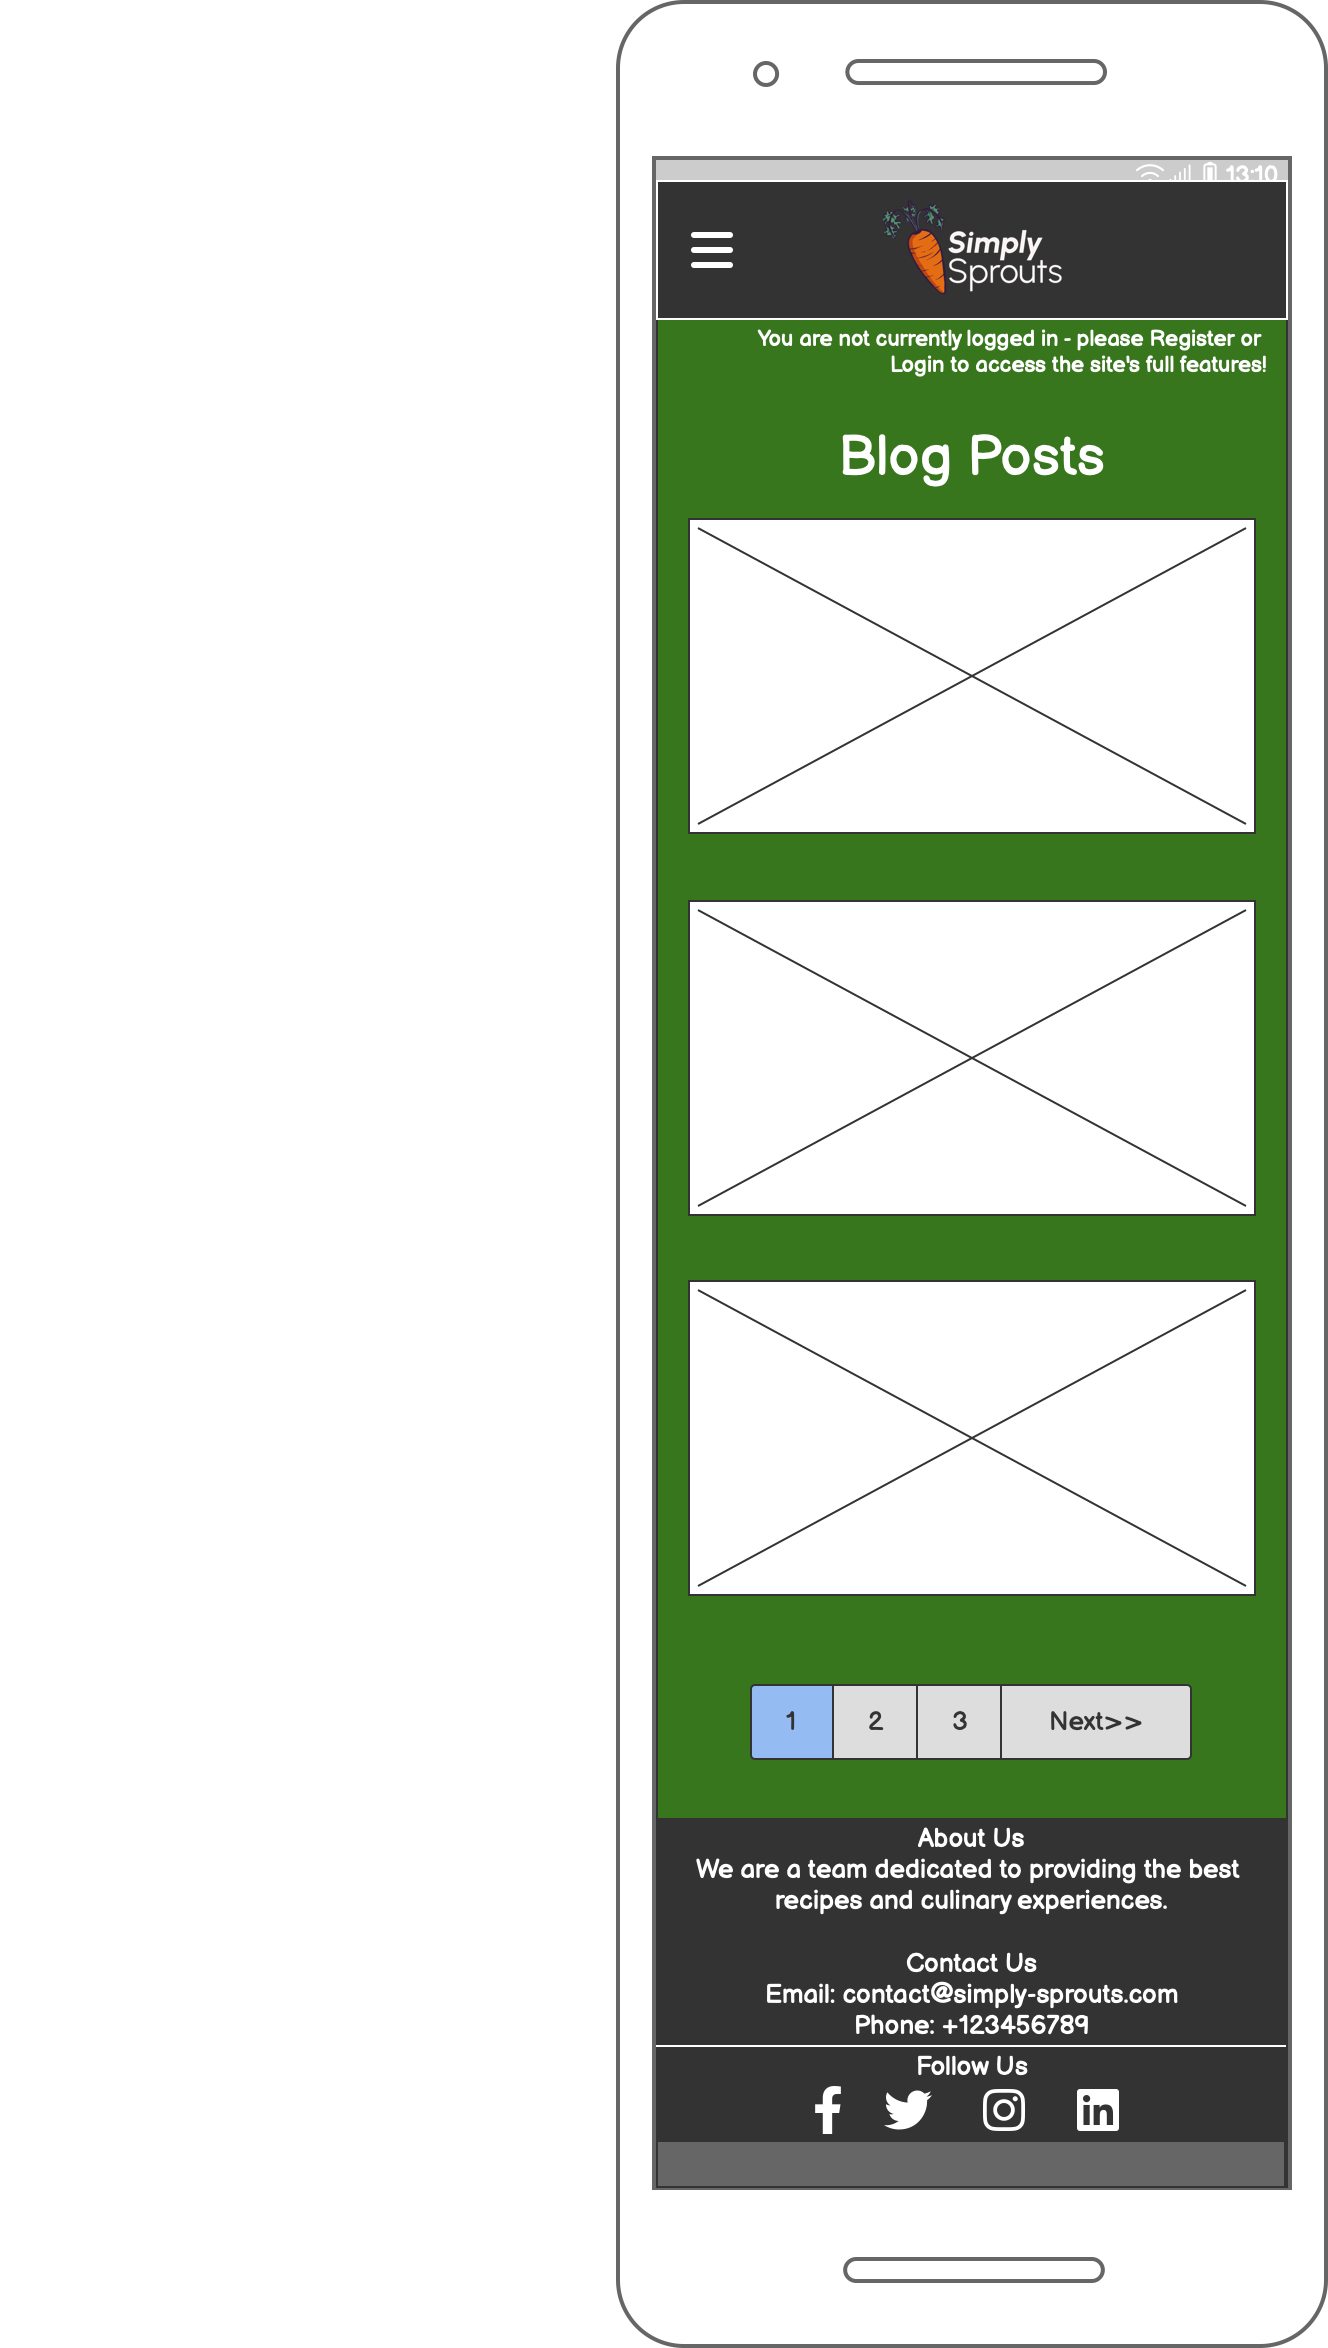 13:10
Simply
Sprouts
You are not currently logged in - please Register or
Login to access the site's full features!
Blog Posts
1 2 3 Next>>
About Us
We are a team dedicated to providing the best
recipes and culinary experiences.
Contact Us
Email: contact@simply-sprouts.com
Phone: +123456789
Follow Us